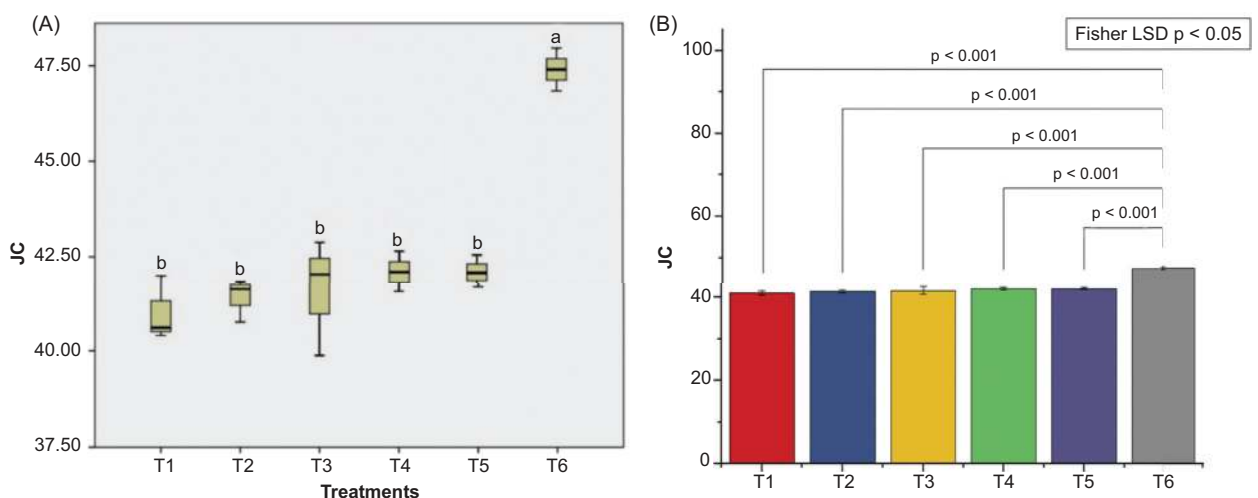 (A)
JC
47.50
45.00
42.50
40.00
37.50
b
b
b
b
b
a
T1 T2 T3 T4 T5 T6
Treatments
(B)
Fisher LSD p < 0.05
JC
100
80
60
40
20
0
p < 0.001
p < 0.001
p < 0.001
p < 0.001
p < 0.001
T1 T2 T3 T4 T5 T6